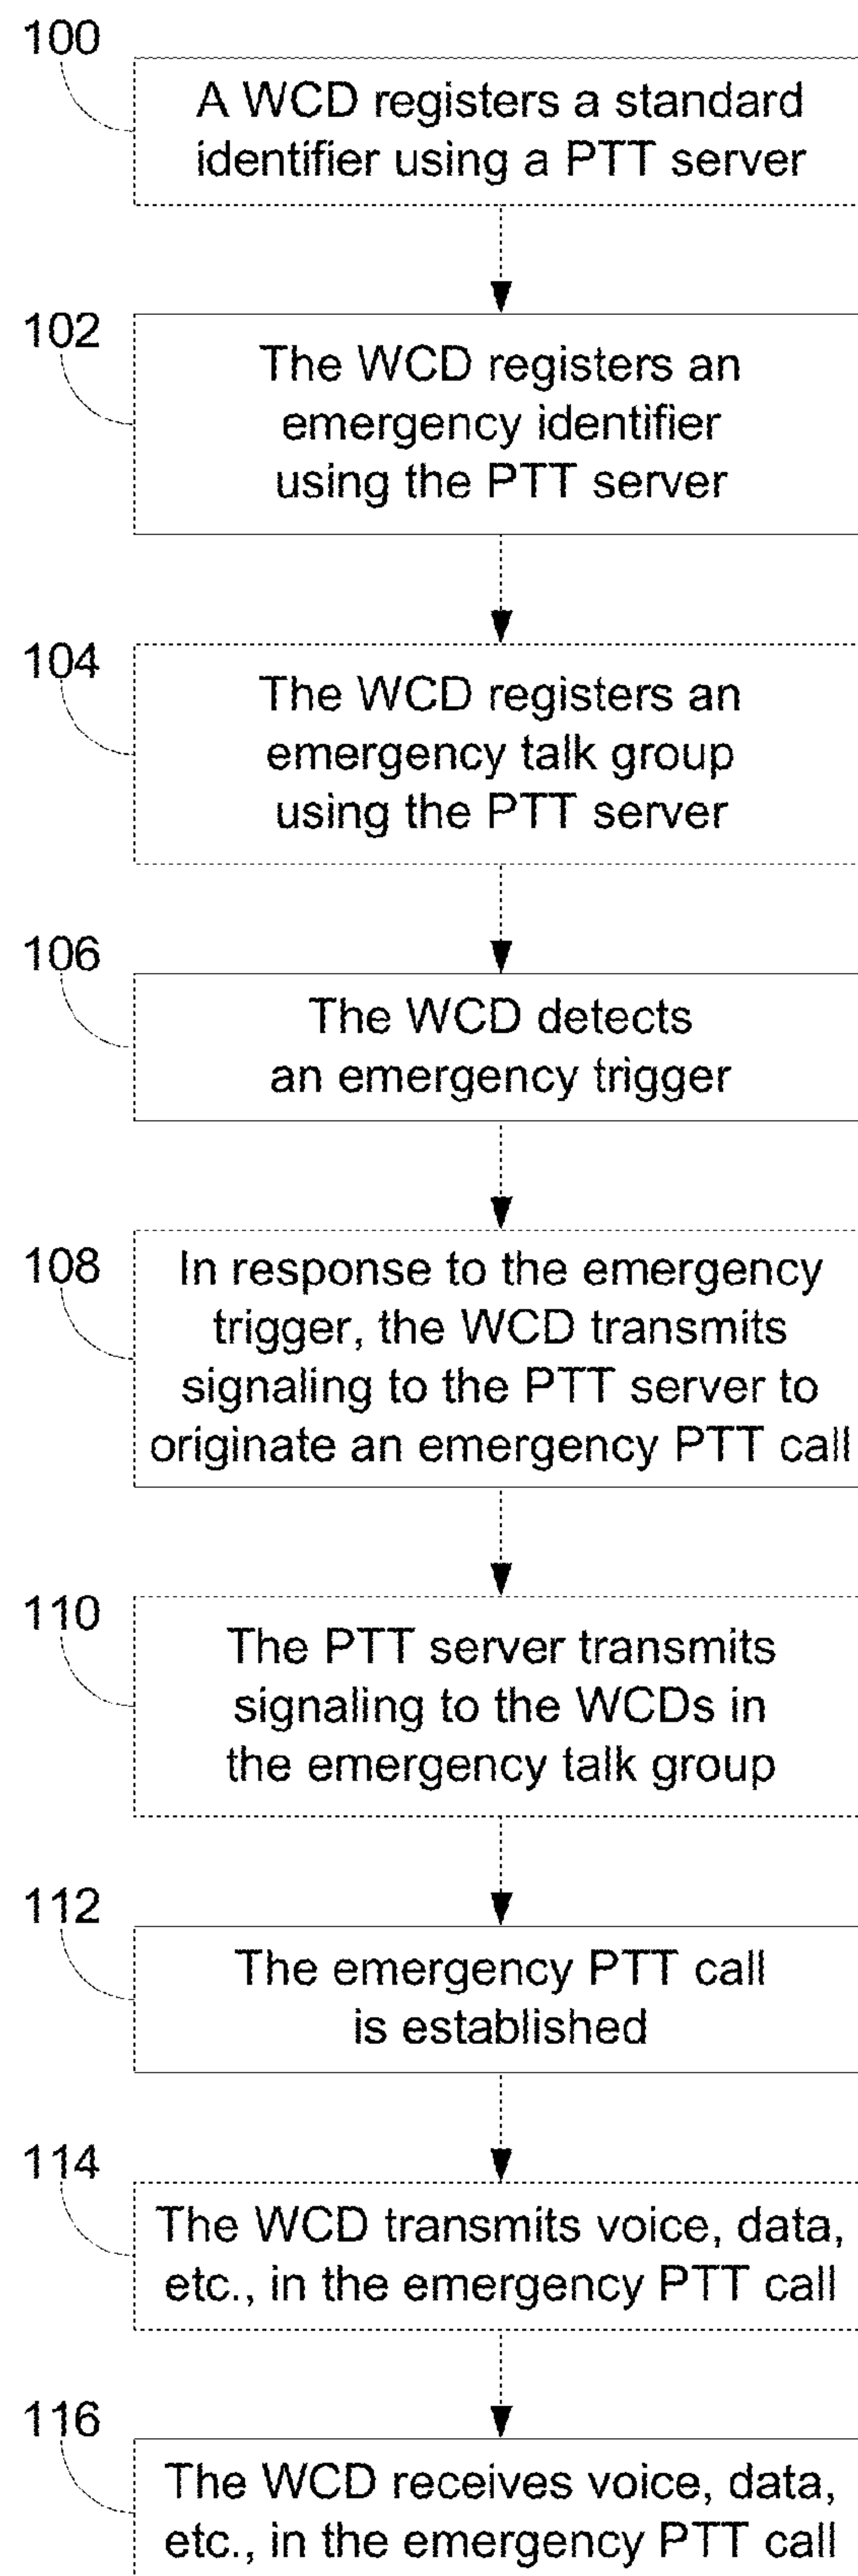 100
A WCD registers a standard
identifier using a PTT server
102
The WCD registers an
emergency identifier
using the PTT server
104
The WCD registers an
emergency talk group
using the PTT server
106
The WCD detects
an emergency trigger
108
In response to the emergency
trigger, the WCD transmits
signaling to the PTT server to
originate an emergency PTT call
110
The PTT server transmits
signaling to the WCDs in
the emergency talk group
112
The emergency PTT call
is established
114
The WCD transmits voice, data,
etc., in the emergency PTT call
116
The WCD receives voice, data,
etc., in the emergency PTT call